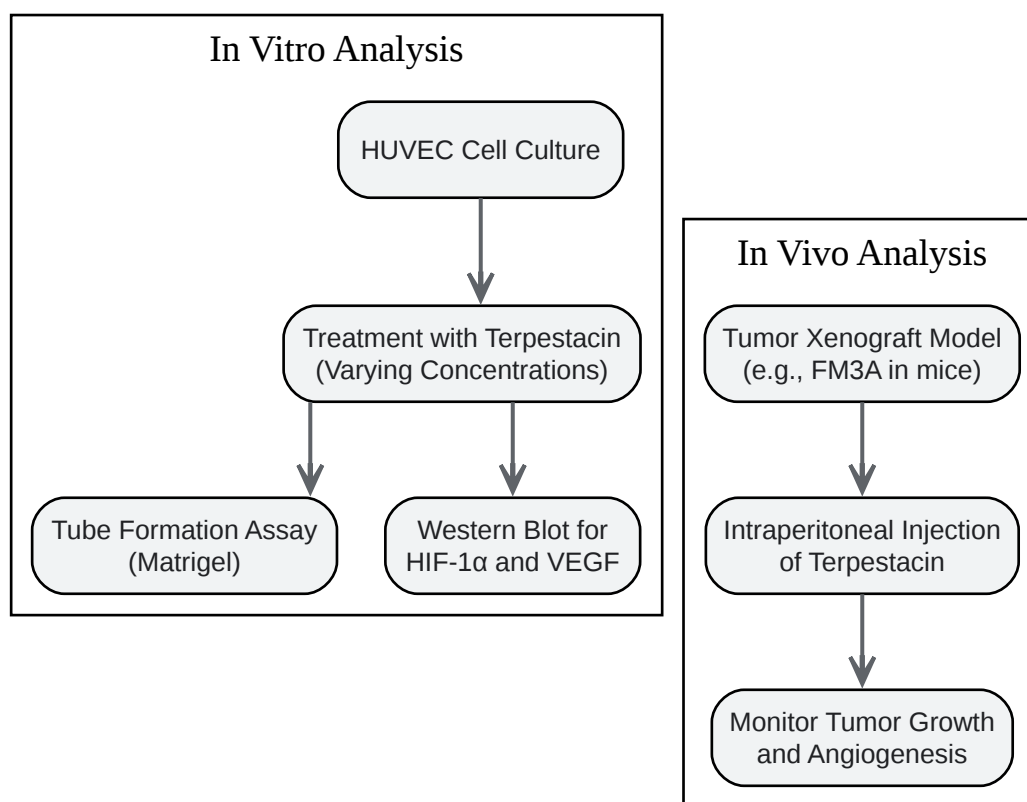 In Vitro Analysis
HUVEC Cell Culture
Treatment with Terpestacin
(Varying Concentrations)
Tube Formation Assay
(Matrigel)
Western Blot for
HIF-1α and VEGF
In Vivo Analysis
Tumor Xenograft Model
(e.g., FM3A in mice)
Intraperitoneal Injection
of Terpestacin
Monitor Tumor Growth
and Angiogenesis